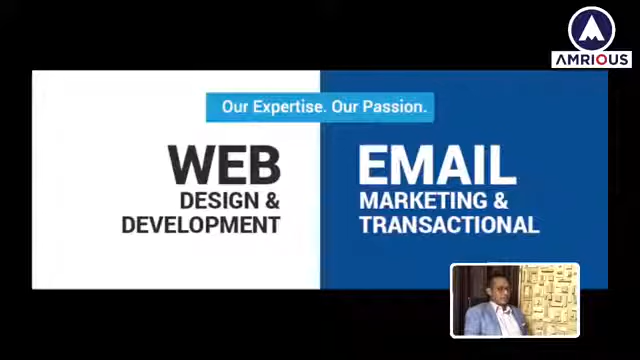 AMRIOUS
Our Expertise. Our Passion.
WEB
DESIGN &
DEVELOPMENT
EMAIL
MARKETING &
TRANSACTIONAL